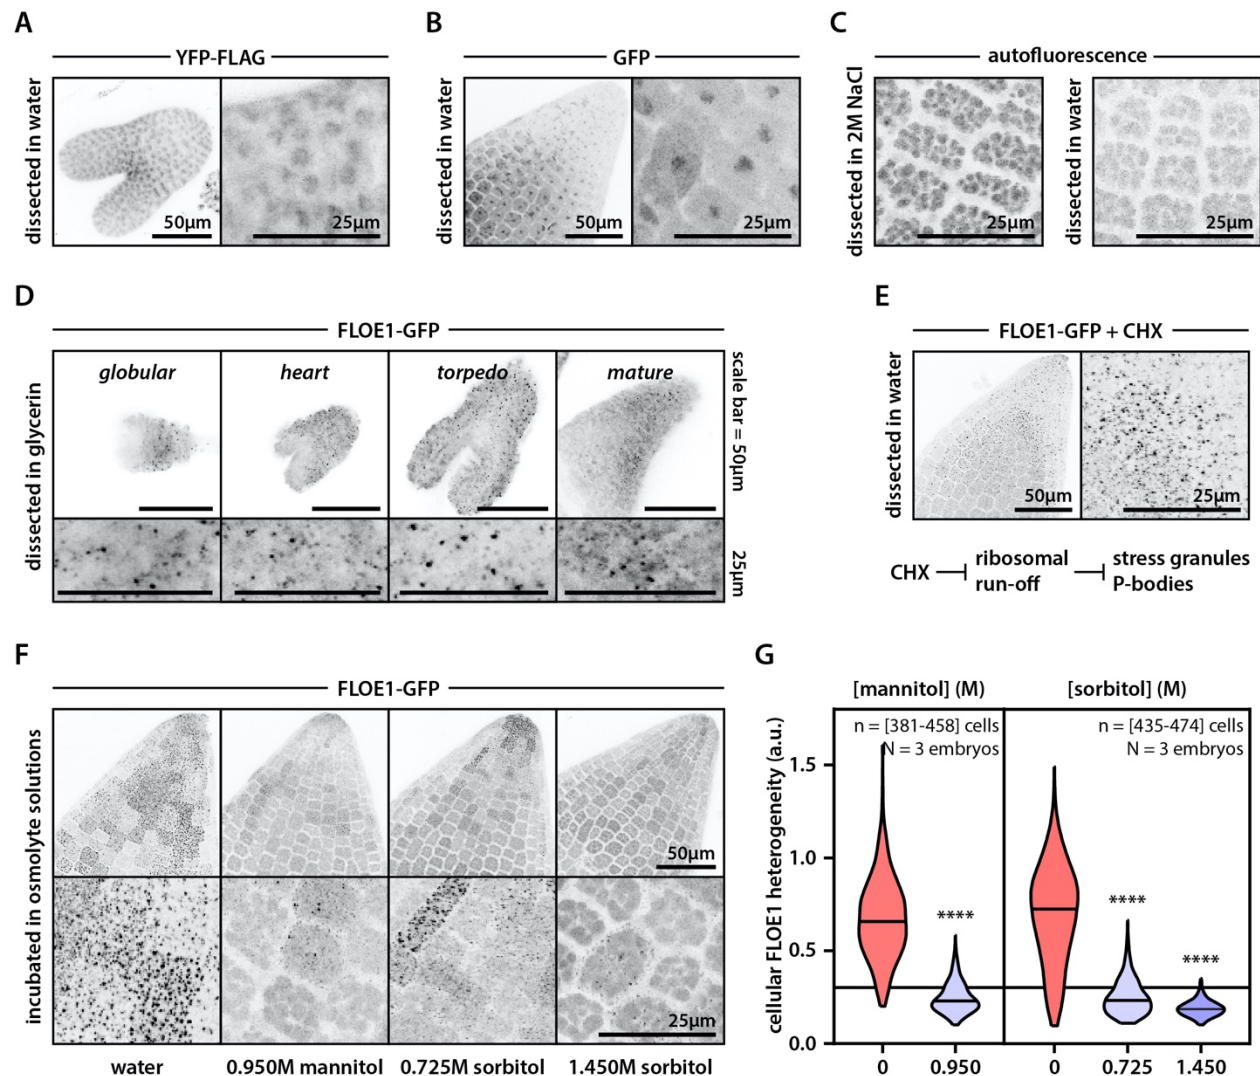 A
YFP-FLAG
dissected in water
50μm
25μm
B
GFP
dissected in water
50μm
25μm
C
autofluorescence
dissected in 2M NaCl
25μm
dissected in water
25μm
D
FLOE1-GFP
dissected in glycerin
globular
heart
torpedo
mature
scale bar = 50μm
25μm
E
FLOE1-GFP + CHX
dissected in water
50μm
25μm
CHX
ribosomal
run-off
stress granules
P-bodies
F
FLOE1-GFP
incubated in osmolyte solutions
50μm
25μm
water
0.950M mannitol
0.725M sorbitol
1.450M sorbitol
G
[mannitol] (M)
[sorbitol] (M)
cellular FLOE1 heterogeneity (a.u.)
n = [381-458] cells
N = 3 embryos
n = [435-474] cells
N = 3 embryos
1.5
1.0
0.5
0.0
****
****
****
0
0.950
0
0.725
1.450